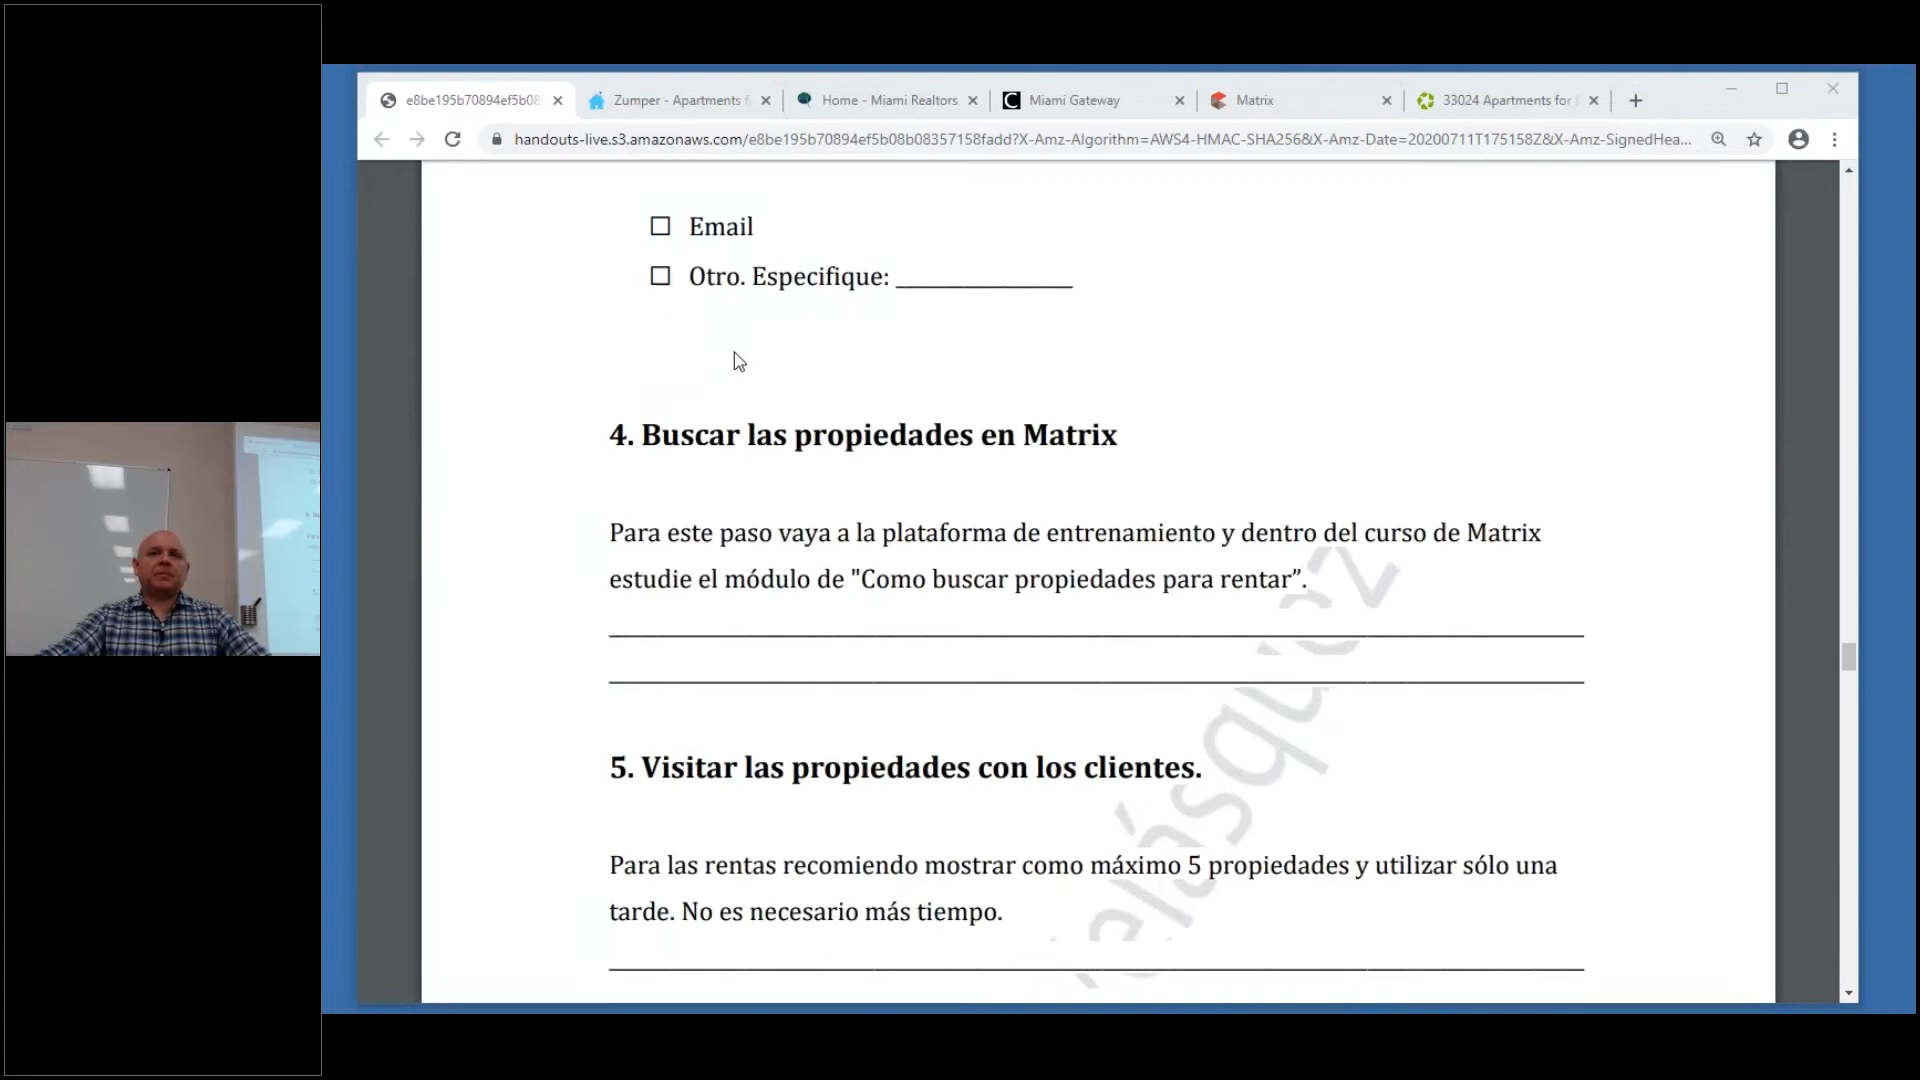 e8be195b70894ef5b08
Zumper - Apartments f
Home - Miami Realtors
Miami Gateway
Matrix
33024 Apartments for
handouts-live.s3.amazonaws.com/e8be195b70894ef5b08b08357158fadd?X-Amz-Algorithm=AWS4-HMAC-SHA256&X-Amz-Date=20200711T175158Z&X-Amz-SignedHea...
☐ Email
☐ Otro. Especifique: ________________
4. Buscar las propiedades en Matrix
Para este paso vaya a la plataforma de entrenamiento y dentro del curso de Matrix
estudie el módulo de "Como buscar propiedades para rentar”.
5. Visitar las propiedades con los clientes.
Para las rentas recomiendo mostrar como máximo 5 propiedades y utilizar sólo una
tarde. No es necesario más tiempo.